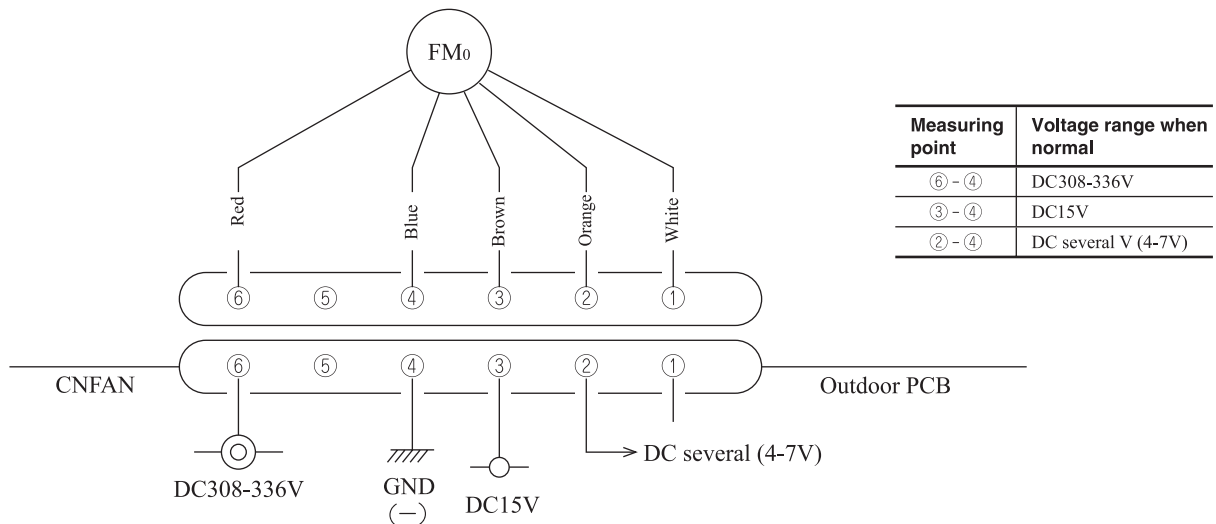 FM₀
Measuring point
Voltage range when normal
⑥ - ④
DC308-336V
③ - ④
DC15V
② - ④
DC several V (4-7V)
Red
Blue
Brown
Orange
White
⑥ ⑤ ④ ③ ② ①
⑥ ⑤ ④ ③ ② ①
CNFAN
Outdoor PCB
DC308-336V
GND
(−)
DC15V
DC several (4-7V)